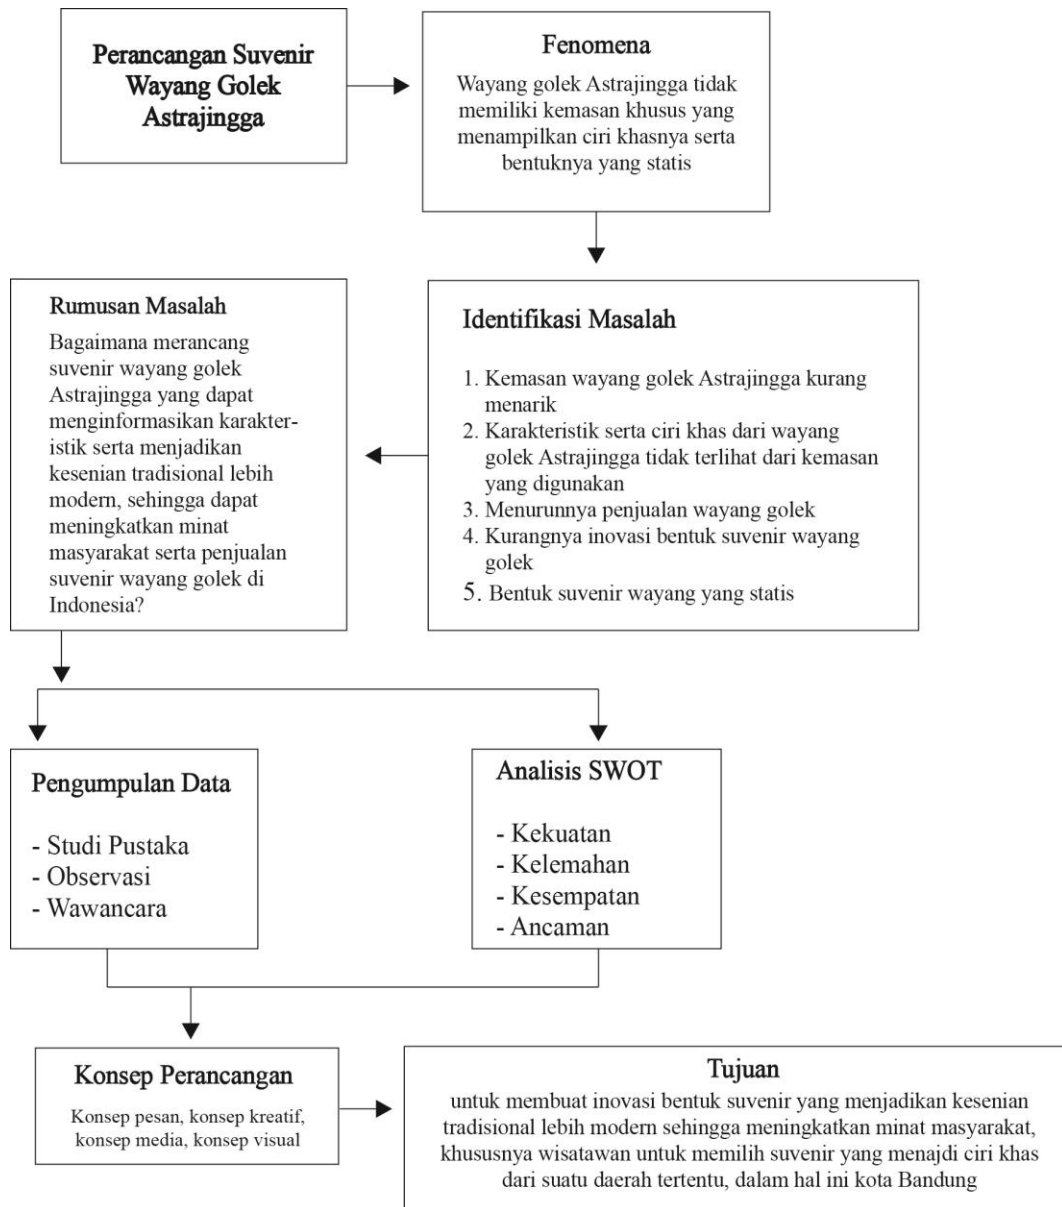 Perancangan Suvenir
Wayang Golek
Astrajingga
Fenomena
Wayang golek Astrajingga tidak
memiliki kemasan khusus yang
menampilkan ciri khasnya serta
bentuknya yang statis
Identifikasi Masalah
1. Kemasan wayang golek Astrajingga kurang
menarik
2. Karakteristik serta ciri khas dari wayang
golek Astrajingga tidak terlihat dari kemasan
yang digunakan
3. Menurunnya penjualan wayang golek
4. Kurangnya inovasi bentuk suvenir wayang
golek
5. Bentuk suvenir wayang yang statis
Rumusan Masalah
Bagaimana merancang
suvenir wayang golek
Astrajingga yang dapat
menginformasikan karakter-
istik serta menjadikan
kesenian tradisional lebih
modern, sehingga dapat
meningkatkan minat
masyarakat serta penjualan
suvenir wayang golek di
Indonesia?
Pengumpulan Data
- Studi Pustaka
- Observasi
- Wawancara
Analisis SWOT
- Kekuatan
- Kelemahan
- Kesempatan
- Ancaman
Konsep Perancangan
Konsep pesan, konsep kreatif,
konsep media, konsep visual
Tujuan
untuk membuat inovasi bentuk suvenir yang menjadikan kesenian
tradisional lebih modern sehingga meningkatkan minat masyarakat,
khususnya wisatawan untuk memilih suvenir yang menajdi ciri khas
dari suatu daerah tertentu, dalam hal ini kota Bandung